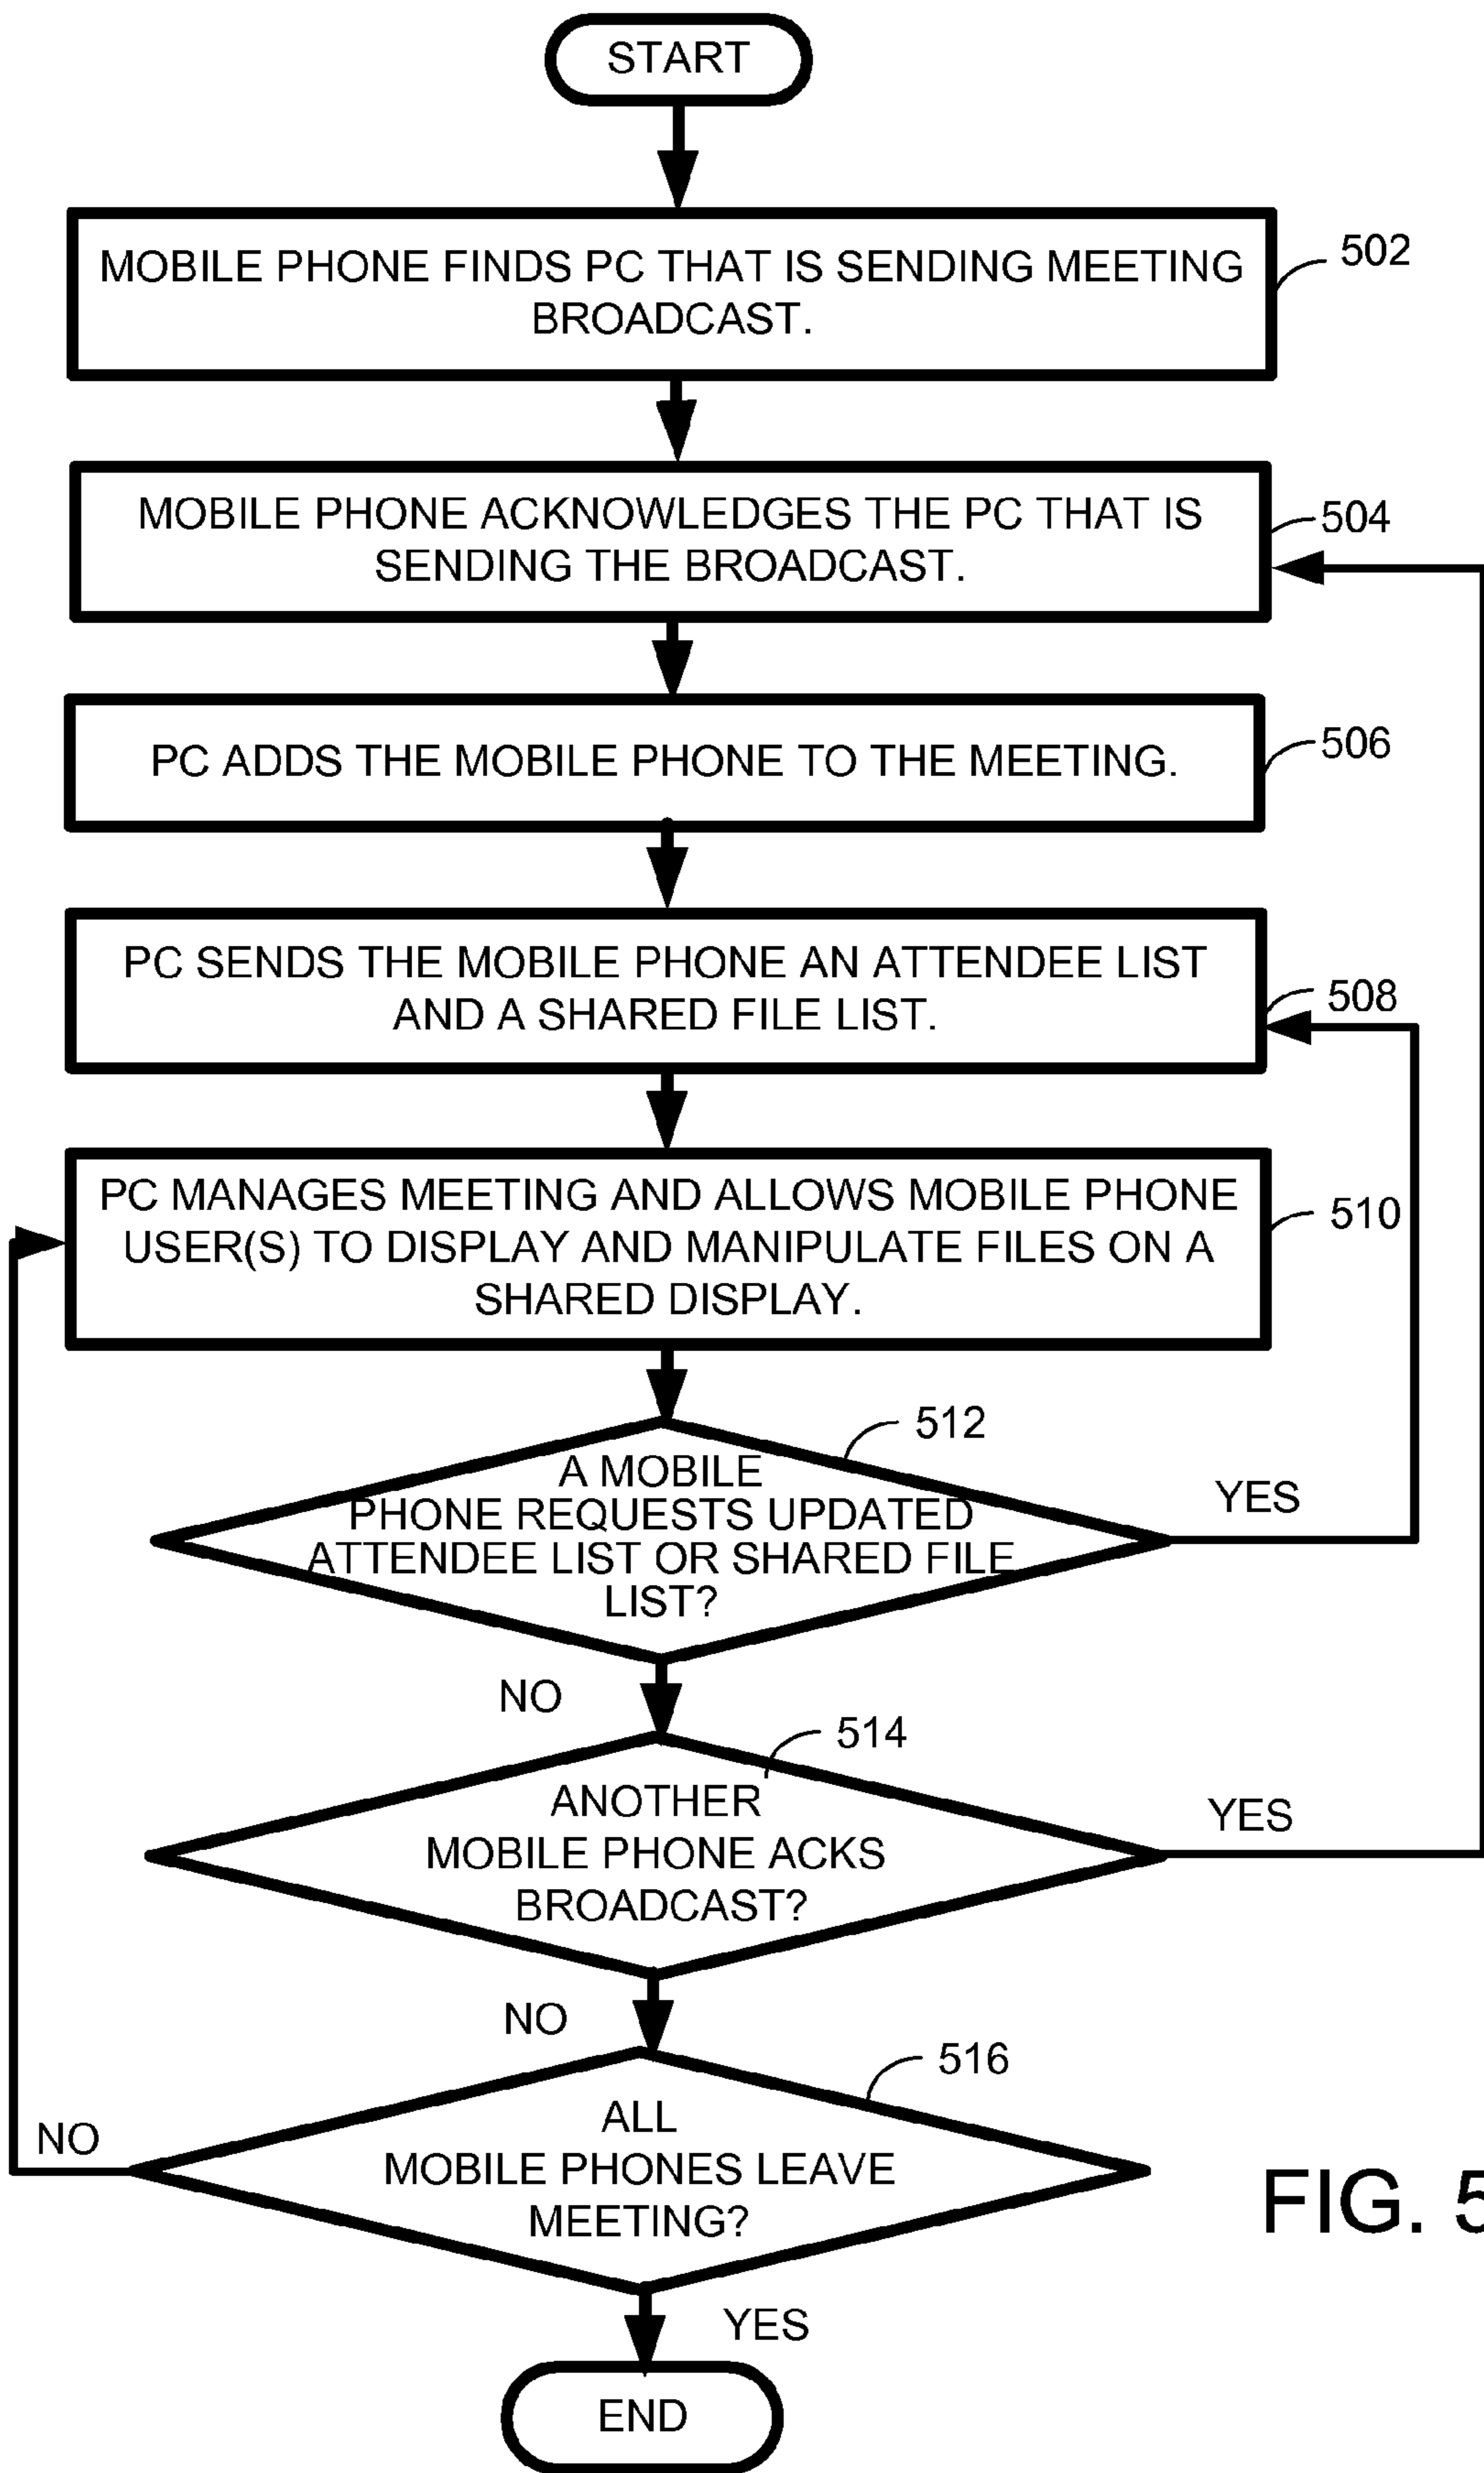 START
MOBILE PHONE FINDS PC THAT IS SENDING MEETING
BROADCAST.
502
MOBILE PHONE ACKNOWLEDGES THE PC THAT IS
SENDING THE BROADCAST.
504
PC ADDS THE MOBILE PHONE TO THE MEETING.
506
PC SENDS THE MOBILE PHONE AN ATTENDEE LIST
AND A SHARED FILE LIST.
508
PC MANAGES MEETING AND ALLOWS MOBILE PHONE
USER(S) TO DISPLAY AND MANIPULATE FILES ON A
SHARED DISPLAY.
510
512
A MOBILE
PHONE REQUESTS UPDATED
ATTENDEE LIST OR SHARED FILE
LIST?
YES
NO
514
ANOTHER
MOBILE PHONE ACKS
BROADCAST?
YES
NO
516
ALL
MOBILE PHONES LEAVE
MEETING?
NO
YES
END
FIG. 5